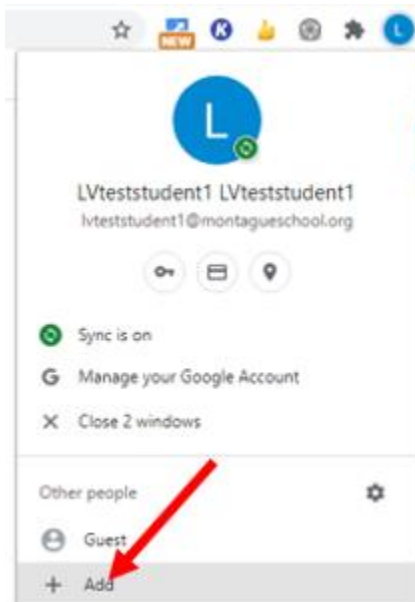 NEW
K
L
L
LVteststudent1 LVteststudent1
lvteststudent1@montagueschool.org
Sync is on
G Manage your Google Account
Close 2 windows
Other people
Guest
+ Add